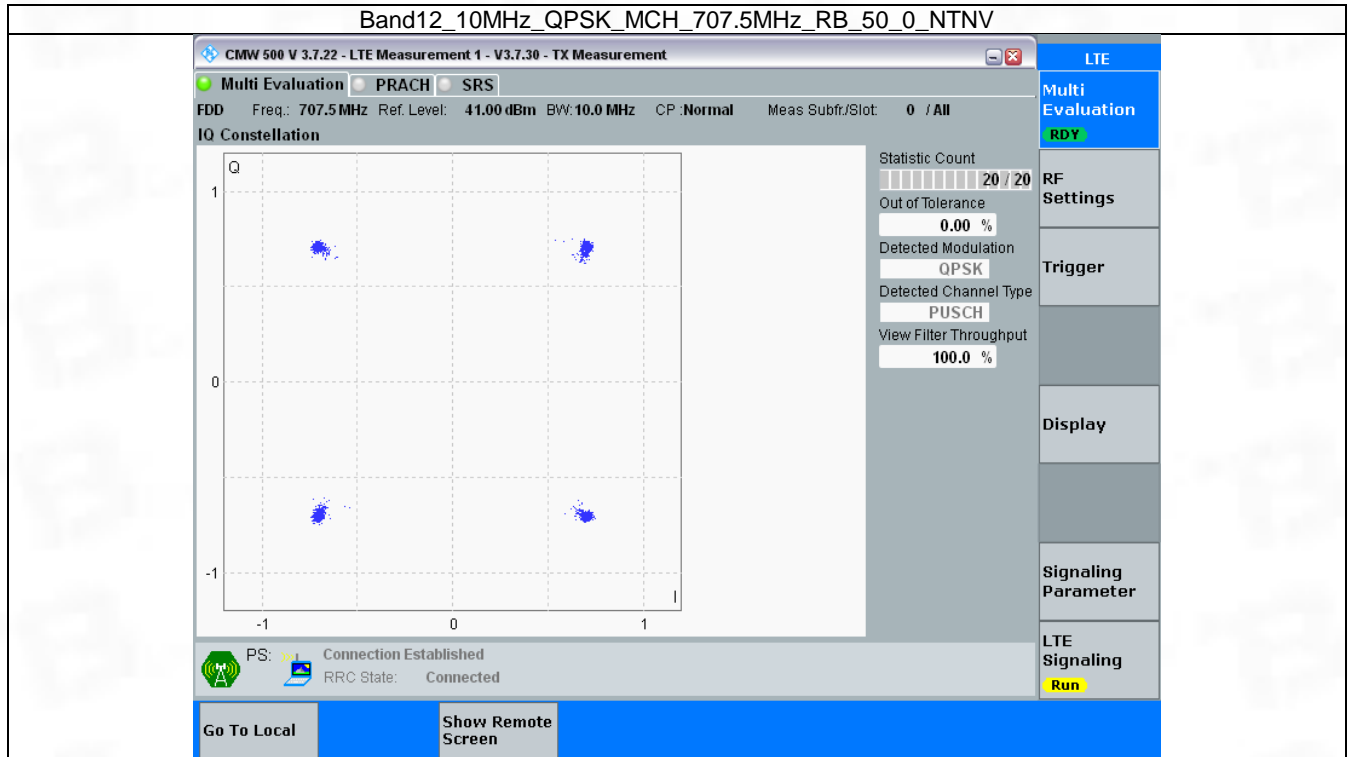 Band12_10MHz_QPSK_MCH_707.5MHz_RB_50_0_NTNV
CMW 500 V 3.7.22 - LTE Measurement 1 - V3.7.30 - TX Measurement
LTE
Multi Evaluation PRACH SRS
FDD Freq.: 707.5 MHz Ref. Level: 41.00 dBm BW: 10.0 MHz CP :Normal Meas Subfr./Slot: 0 / All
IQ Constellation
Q
1
0
-1
I
-1 0 1
Statistic Count
20 / 20
Out of Tolerance
0.00 %
Detected Modulation
QPSK
Detected Channel Type
PUSCH
View Filter Throughput
100.0 %
Multi
Evaluation
RDY
RF
Settings
Trigger
Display
Signaling
Parameter
LTE
Signaling
Run
PS: Connection Established
RRC State: Connected
Go To Local
Show Remote
Screen